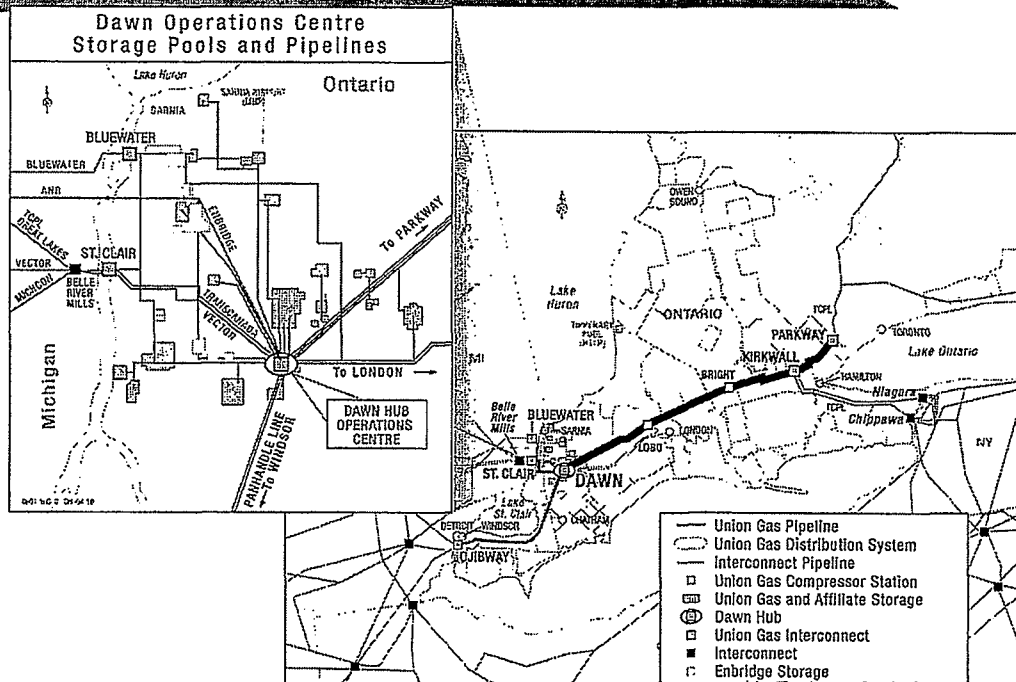 Dawn Operations Centre
Storage Pools and Pipelines
Lake Huron
Ontario
SARNIA
SARNIA AIRPORT
BLUEWATER
BLUEWATER
ANR
ENBRIDGE
To PARKWAY
TCPL
GREAT LAKES
ST. CLAIR
VECTOR
MICHCON
BELLE
RIVER
MILLS
TRANSCANADA
VECTOR
Michigan
To LONDON
DAWN HUB
OPERATIONS
CENTRE
PANHANDLE LINE
To WINDSOR
OWEN
SOUND
Lake
Huron
ONTARIO
TCPL
PARKWAY
TORONTO
Lake Ontario
KIRKWALL
BRIGHT
HAMILTON
Niagara
TCPL
Chippawa
MI
NY
Belle
River
Mills
BLUEWATER
SARNIA
LONDON
LOBO
ST. CLAIR
DAWN
Lake
St. Clair
CHATHAM
DETROIT
WINDSOR
OJIBWAY
Union Gas Pipeline
Union Gas Distribution System
Interconnect Pipeline
Union Gas Compressor Station
Union Gas and Affiliate Storage
Dawn Hub
Union Gas Interconnect
Interconnect
Enbridge Storage